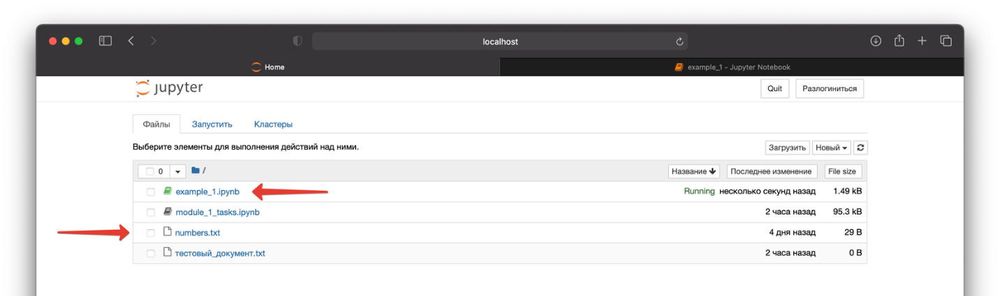 localhost
Home
example_1 – Jupyter Notebook
jupyter
Quit Разлогиниться
Файлы Запустить Кластеры
Выберите элементы для выполнения действий над ними.
Загрузить Новый
0 /
Название Последнее изменение File size
example_1.ipynb Running несколько секунд назад 1.49 kB
module_1_tasks.ipynb 2 часа назад 95.3 kB
numbers.txt 4 дня назад 29 B
тестовый_документ.txt 2 часа назад 0 B